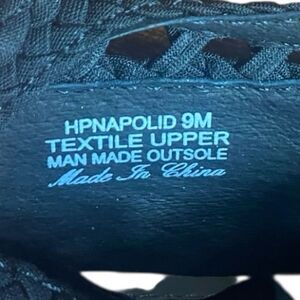 HPNAPOLID 9M
TEXTILE UPPER
MAN MADE OUTSOLE
Made In China